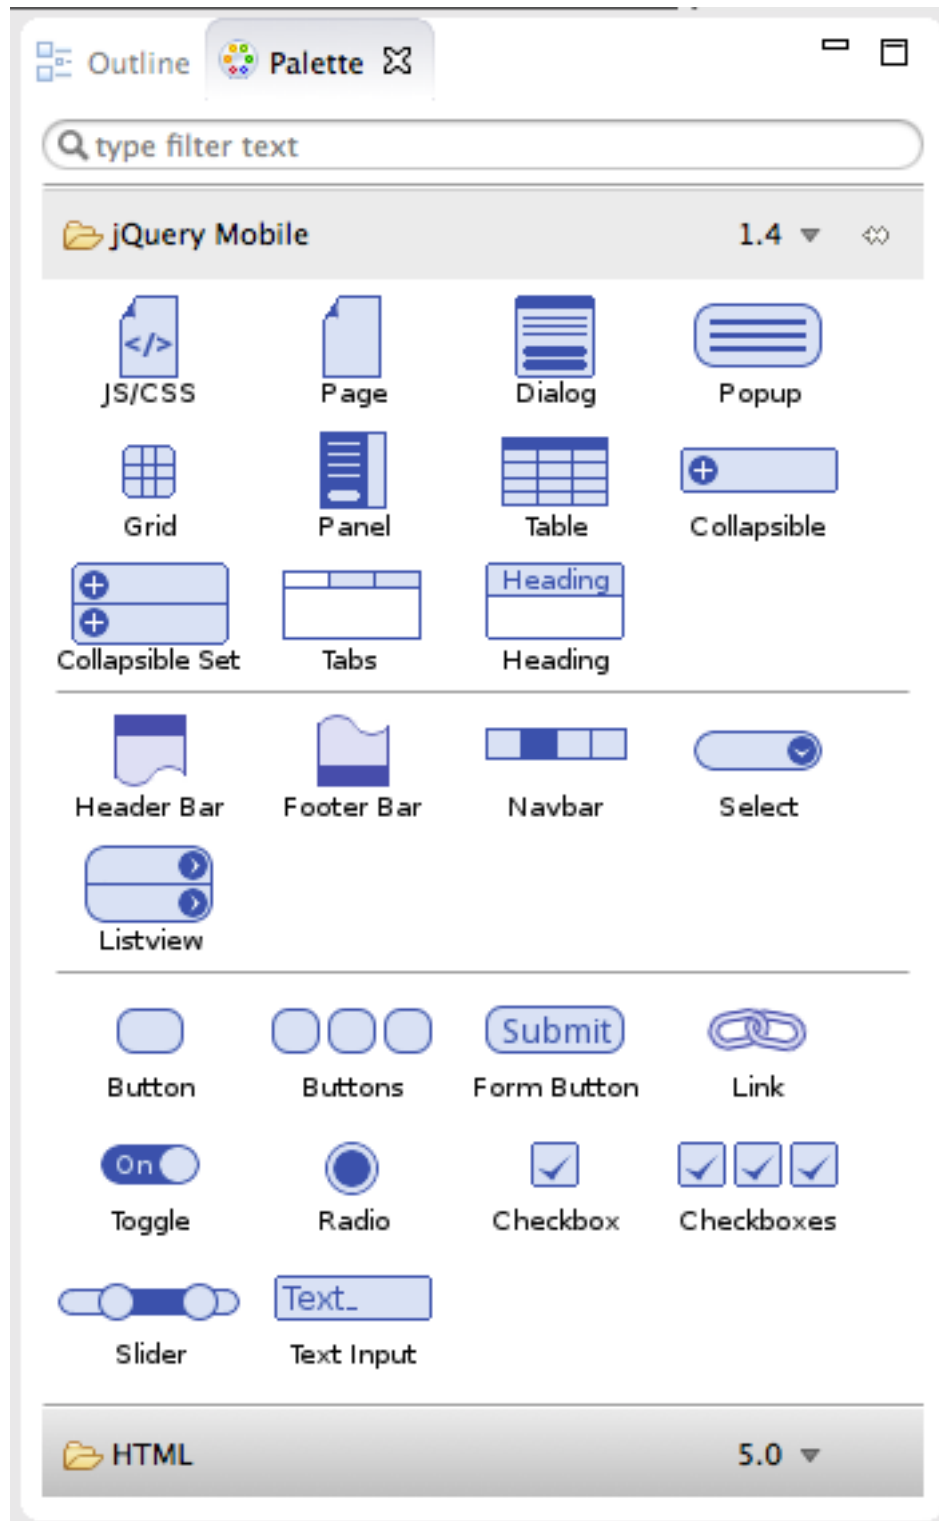 Outline Palette
type filter text
jQuery Mobile 1.4
</>
JS/CSS Page Dialog Popup
Grid Panel Table Collapsible
Heading
Collapsible Set Tabs Heading
Header Bar Footer Bar Navbar Select
Listview
Submit
Button Buttons Form Button Link
On
Toggle Radio Checkbox Checkboxes
Text_
Slider Text Input
HTML 5.0